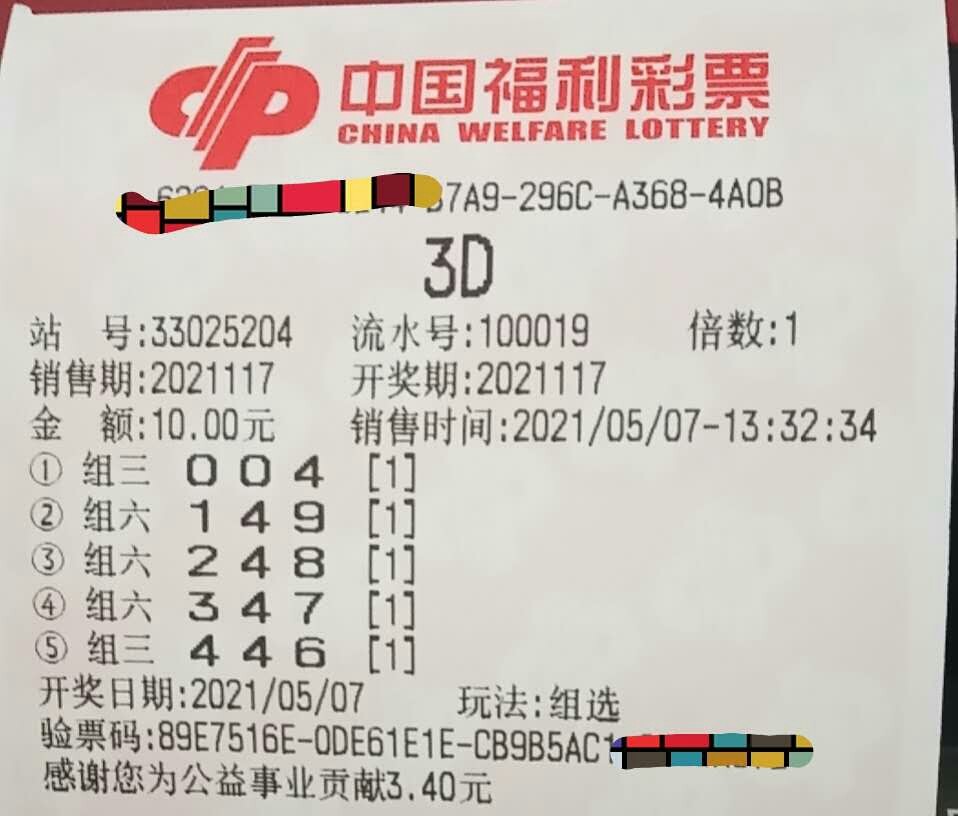 中国福利彩票
CHINA WELFARE LOTTERY
B7A9-296C-A368-4A0B
3D
站 号:33025204 流水号:100019 倍数:1
销售期:2021117 开奖期:2021117
金 额:10.00元 销售时间:2021/05/07-13:32:34
① 组三 0 0 4 [1]
② 组六 1 4 9 [1]
③ 组六 2 4 8 [1]
④ 组六 3 4 7 [1]
⑤ 组三 4 4 6 [1]
开奖日期:2021/05/07 玩法:组选
验票码:89E7516E-0DE61E1E-CB9B5AC1
感谢您为公益事业贡献3.40元